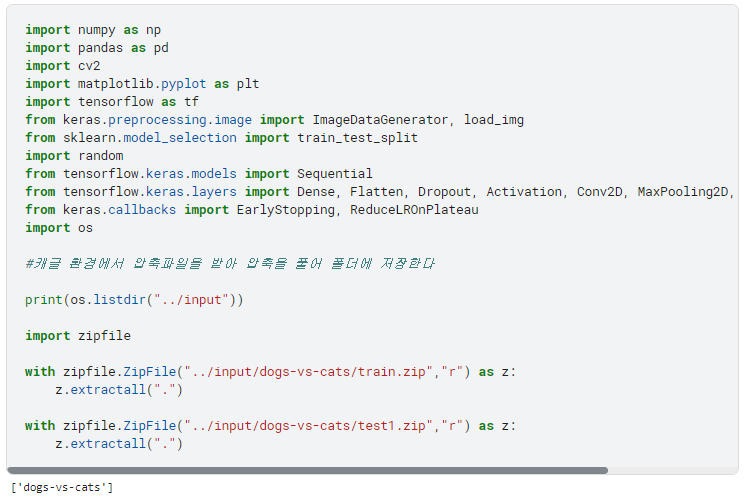 import numpy as np
import pandas as pd
import cv2
import matplotlib.pyplot as plt
import tensorflow as tf
from keras.preprocessing.image import ImageDataGenerator, load_img
from sklearn.model_selection import train_test_split
import random
from tensorflow.keras.models import Sequential
from tensorflow.keras.layers import Dense, Flatten, Dropout, Activation, Conv2D, MaxPooling2D,
from keras.callbacks import EarlyStopping, ReduceLROnPlateau
import os
#캐글 환경에서 압축파일을 받아 압축을 풀어 폴더에 저장한다
print(os.listdir("../input"))
import zipfile
with zipfile.ZipFile("../input/dogs-vs-cats/train.zip","r") as z:
    z.extractall(".")
with zipfile.ZipFile("../input/dogs-vs-cats/test1.zip","r") as z:
    z.extractall(".")
['dogs-vs-cats']